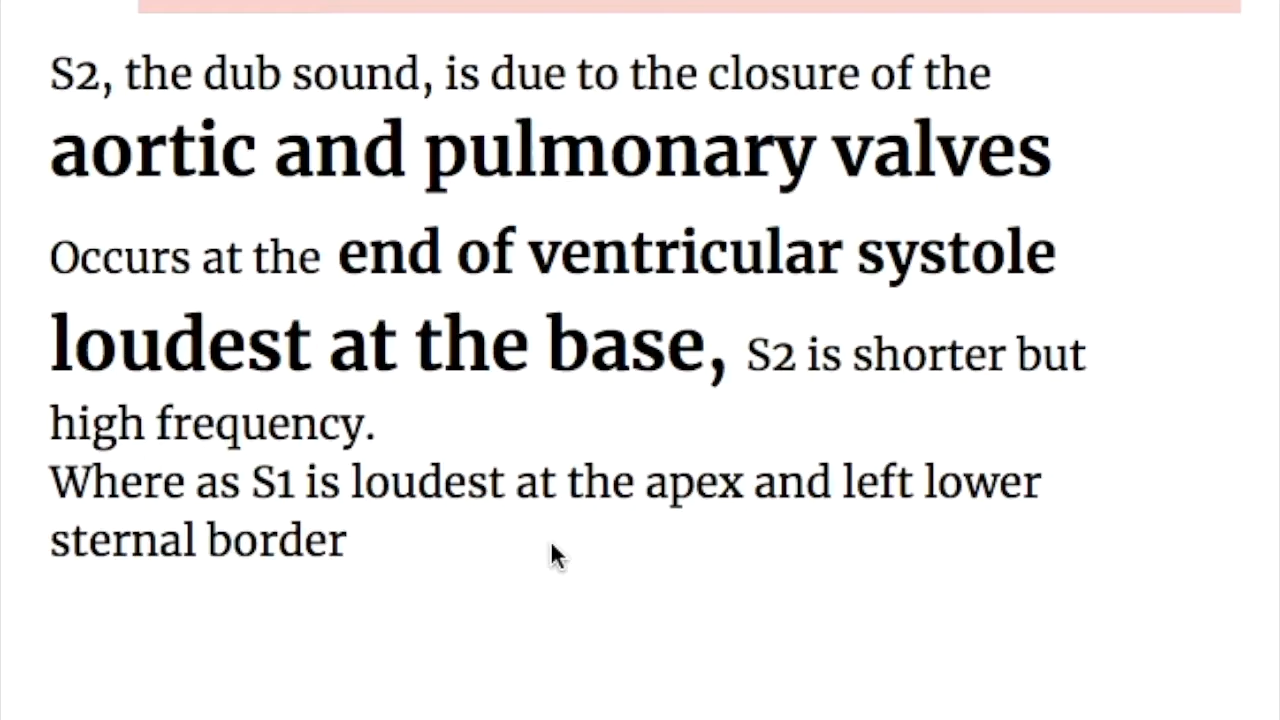 S2, the dub sound, is due to the closure of the
aortic and pulmonary valves
Occurs at the end of ventricular systole
loudest at the base, S2 is shorter but
high frequency.
Where as S1 is loudest at the apex and left lower
sternal border